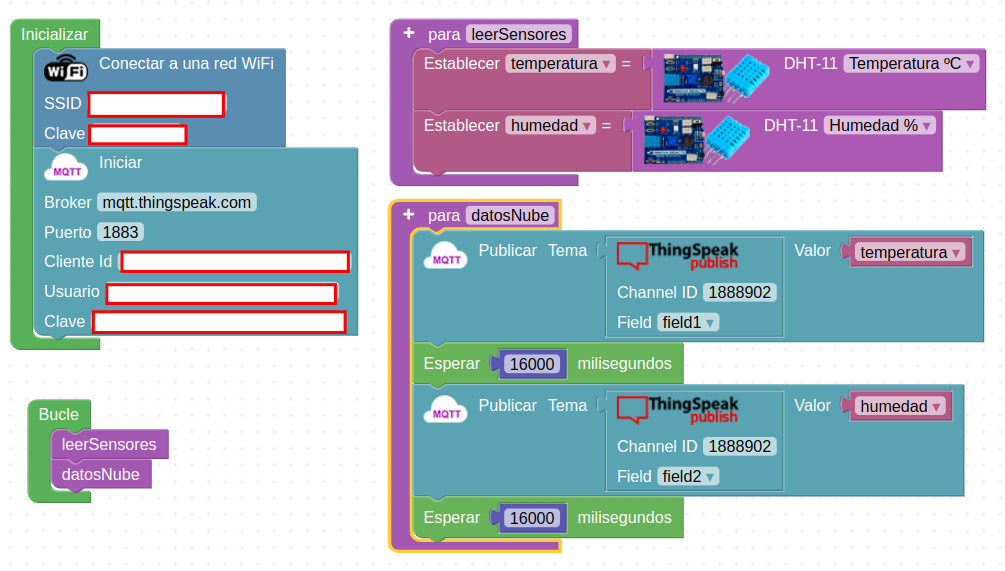 Inicializar
WiFi Conectar a una red WiFi
SSID
Clave
MQTT Iniciar
Broker mqtt.thingspeak.com
Puerto 1883
Cliente Id
Usuario
Clave
Bucle
leerSensores
datosNube
+ para leerSensores
Establecer temperatura ▾ = DHT-11 Temperatura ºC ▾
Establecer humedad ▾ = DHT-11 Humedad % ▾
+ para datosNube
MQTT Publicar Tema ThingSpeak publish Valor temperatura ▾
Channel ID 1888902
Field field1 ▾
Esperar 16000 milisegundos
MQTT Publicar Tema ThingSpeak publish Valor humedad ▾
Channel ID 1888902
Field field2 ▾
Esperar 16000 milisegundos